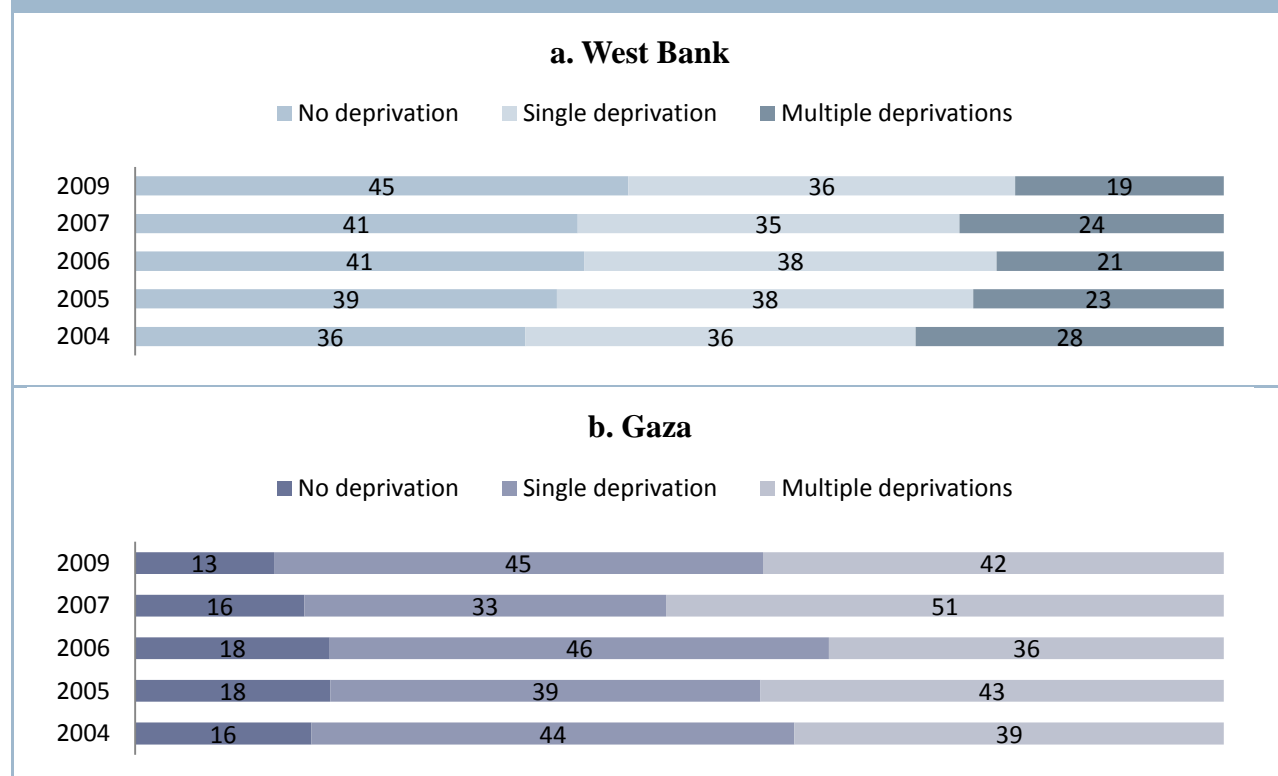 a. West Bank
No deprivation Single deprivation Multiple deprivations
2009 45 36 19
2007 41 35 24
2006 41 38 21
2005 39 38 23
2004 36 36 28
b. Gaza
No deprivation Single deprivation Multiple deprivations
2009 13 45 42
2007 16 33 51
2006 18 46 36
2005 18 39 43
2004 16 44 39